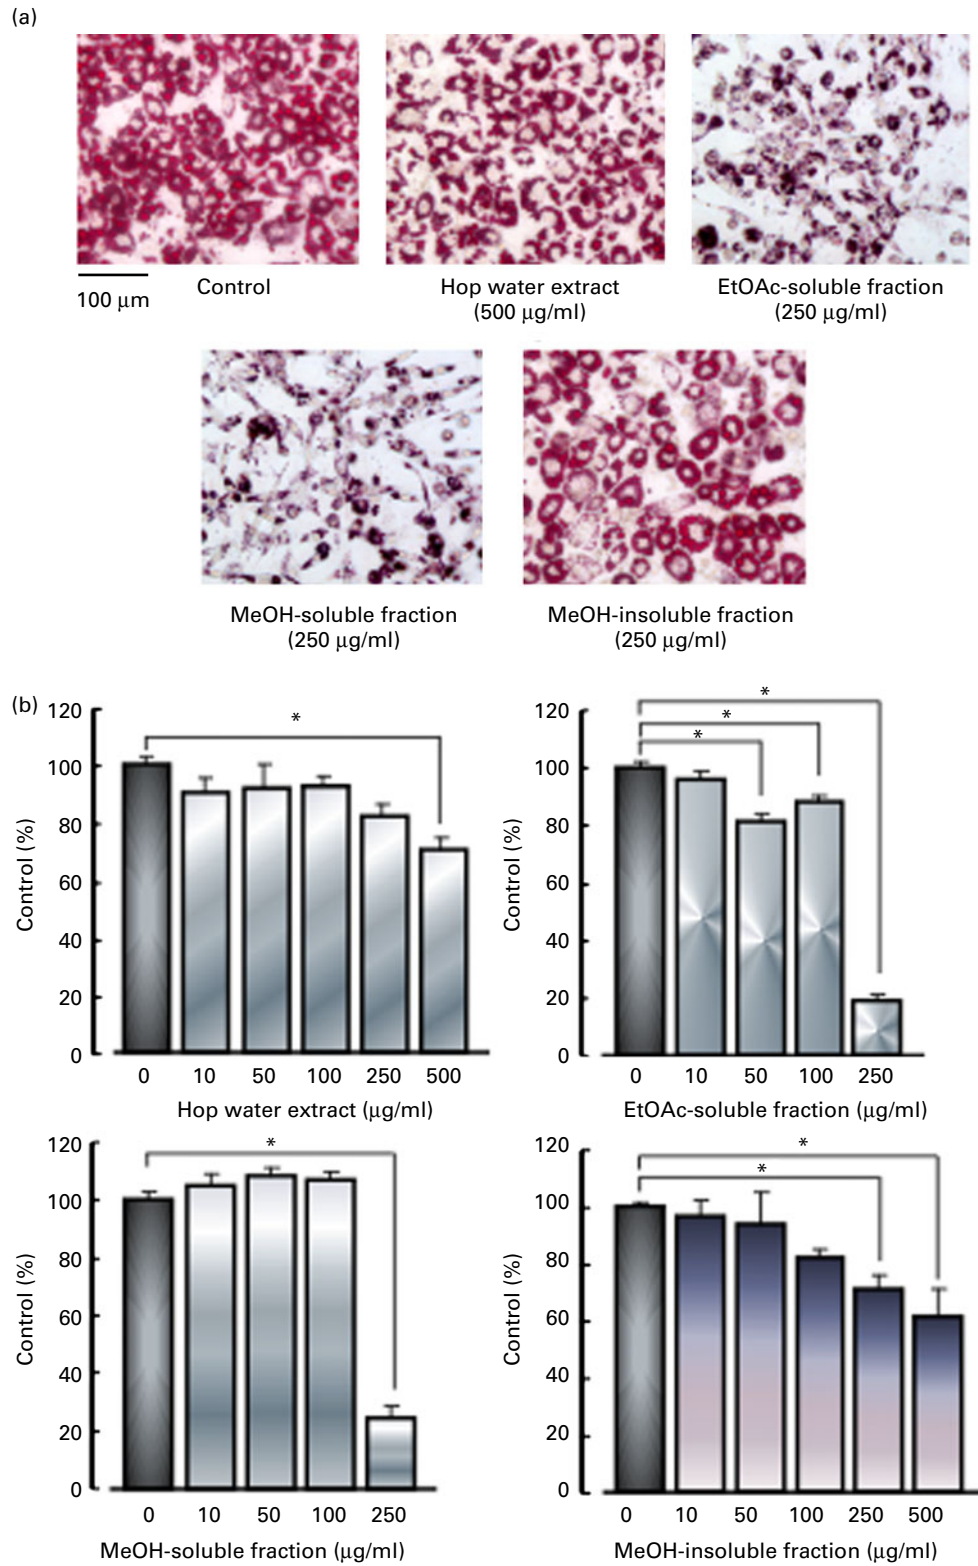 (a)
100 μm
Control
Hop water extract
(500 μg/ml)
EtOAc-soluble fraction
(250 μg/ml)
MeOH-soluble fraction
(250 μg/ml)
MeOH-insoluble fraction
(250 μg/ml)
(b)
120
100
80
60
40
20
0
Control (%)
*
0 10 50 100 250 500
Hop water extract (μg/ml)
120
100
80
60
40
20
0
Control (%)
*
*
*
0 10 50 100 250
EtOAc-soluble fraction (μg/ml)
120
100
80
60
40
20
0
Control (%)
*
0 10 50 100 250
MeOH-soluble fraction (μg/ml)
120
100
80
60
40
20
0
Control (%)
*
*
0 10 50 100 250 500
MeOH-insoluble fraction (μg/ml)